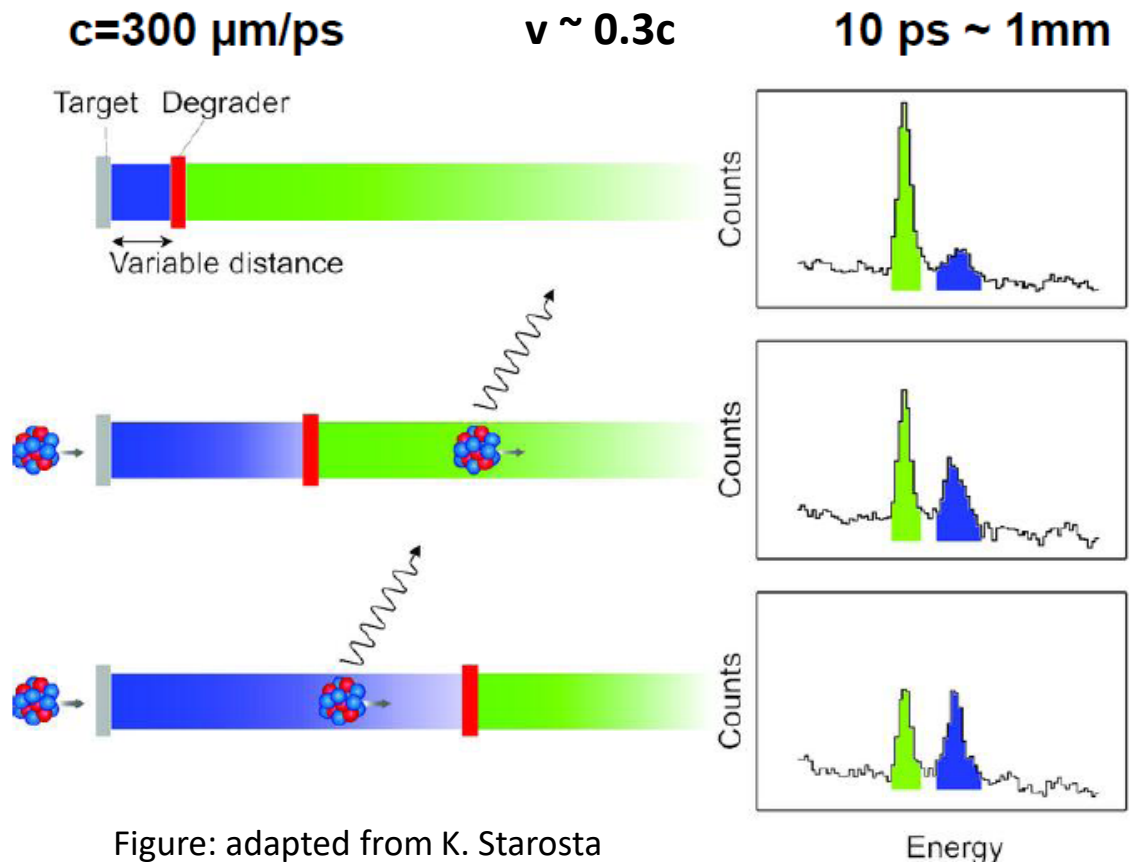 c=300 µm/ps
v ~ 0.3c
10 ps ~ 1mm
Target Degrader
Variable distance
Counts
Counts
Counts
Energy
Figure: adapted from K. Starosta